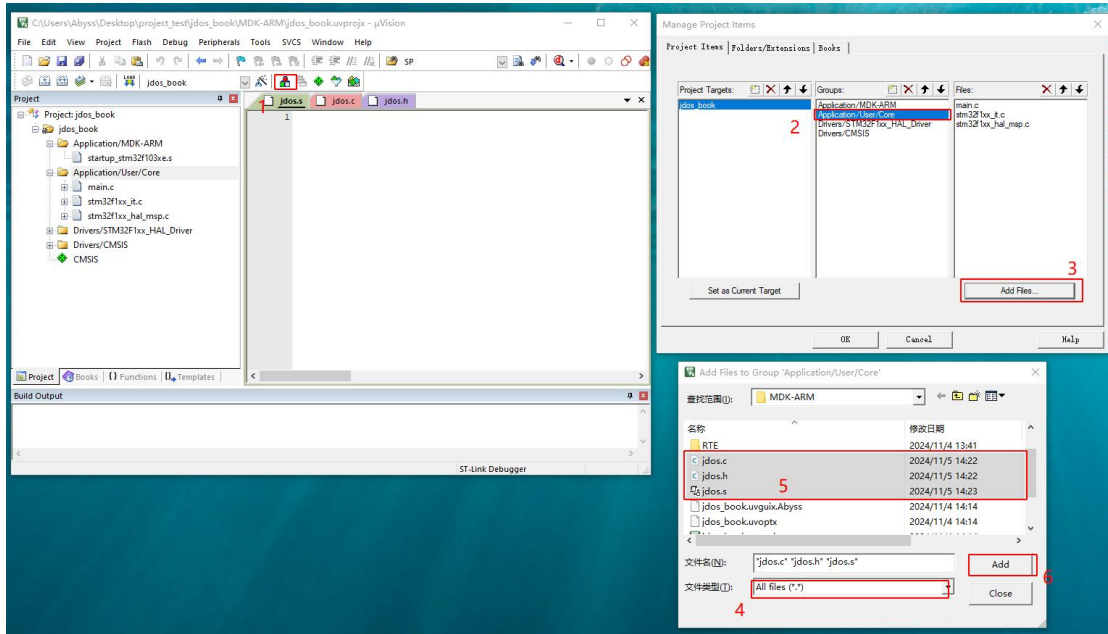 C:\Users\Abyss\Desktop\project_test\jdos_book\MDK-ARM\jdos_book.uvprojx - µVision
File Edit View Project Flash Debug Peripherals Tools SVCS Window Help
SP
jdos_book
1
Project
Project: jdos_book
jdos_book
Application/MDK-ARM
startup_stm32f103xe.s
Application/User/Core
main.c
stm32f1xx_it.c
stm32f1xx_hal_msp.c
Drivers/STM32F1xx_HAL_Driver
Drivers/CMSIS
CMSIS
jdos.s jdos.c jdos.h
1
Project Books Functions Templates
Build Output
ST-Link Debugger
Manage Project Items
Project Items Folders/Extensions Books
Project Targets: Groups: Files:
jdos_book
Application/MDK-ARM
Application/User/Core
Drivers/STM32F1xx_HAL_Driver
Drivers/CMSIS
2
main.c
stm32f1xx_it.c
stm32f1xx_hal_msp.c
3
Set as Current Target
Add Files...
OK Cancel Help
Add Files to Group 'Application/User/Core'
查找范围(I): MDK-ARM
名称 修改日期
RTE 2024/11/4 13:41
jdos.c 2024/11/5 14:22
jdos.h 2024/11/5 14:22
jdos.s 2024/11/5 14:23
5
jdos_book.uvguix.Abyss 2024/11/4 14:14
jdos_book.uvoptx 2024/11/4 14:14
文件名(N): "jdos.c" "jdos.h" "jdos.s" Add
6
文件类型(T): All files (*.*) Close
4